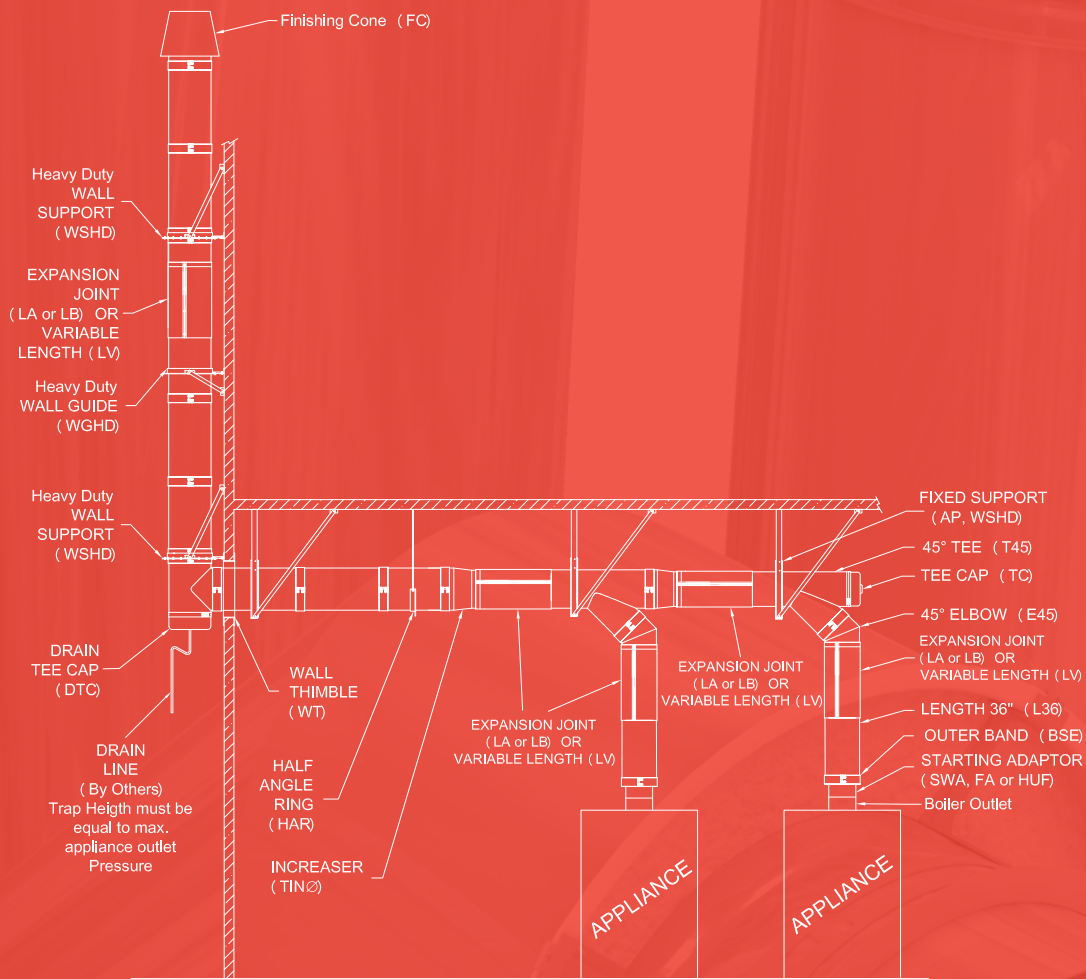 Finishing Cone (FC)
Heavy Duty
WALL
SUPPORT
(WSHD)
EXPANSION
JOINT
(LA or LB) OR
VARIABLE
LENGTH (LV)
Heavy Duty
WALL GUIDE
(WGHD)
Heavy Duty
WALL
SUPPORT
(WSHD)
DRAIN
TEE CAP
(DTC)
DRAIN
LINE
(By Others)
Trap Heigth must be
equal to max.
appliance outlet
Pressure
WALL
THIMBLE
(WT)
HALF
ANGLE
RING
(HAR)
INCREASER
(TINØ)
EXPANSION JOINT
(LA or LB) OR
VARIABLE LENGTH (LV)
EXPANSION JOINT
(LA or LB) OR
VARIABLE LENGTH (LV)
FIXED SUPPORT
(AP, WSHD)
45° TEE (T45)
TEE CAP (TC)
45° ELBOW (E45)
EXPANSION JOINT
(LA or LB) OR
VARIABLE LENGTH (LV)
LENGTH 36" (L36)
OUTER BAND (BSE)
STARTING ADAPTOR
(SWA, FA or HUF)
Boiler Outlet
APPLIANCE
APPLIANCE